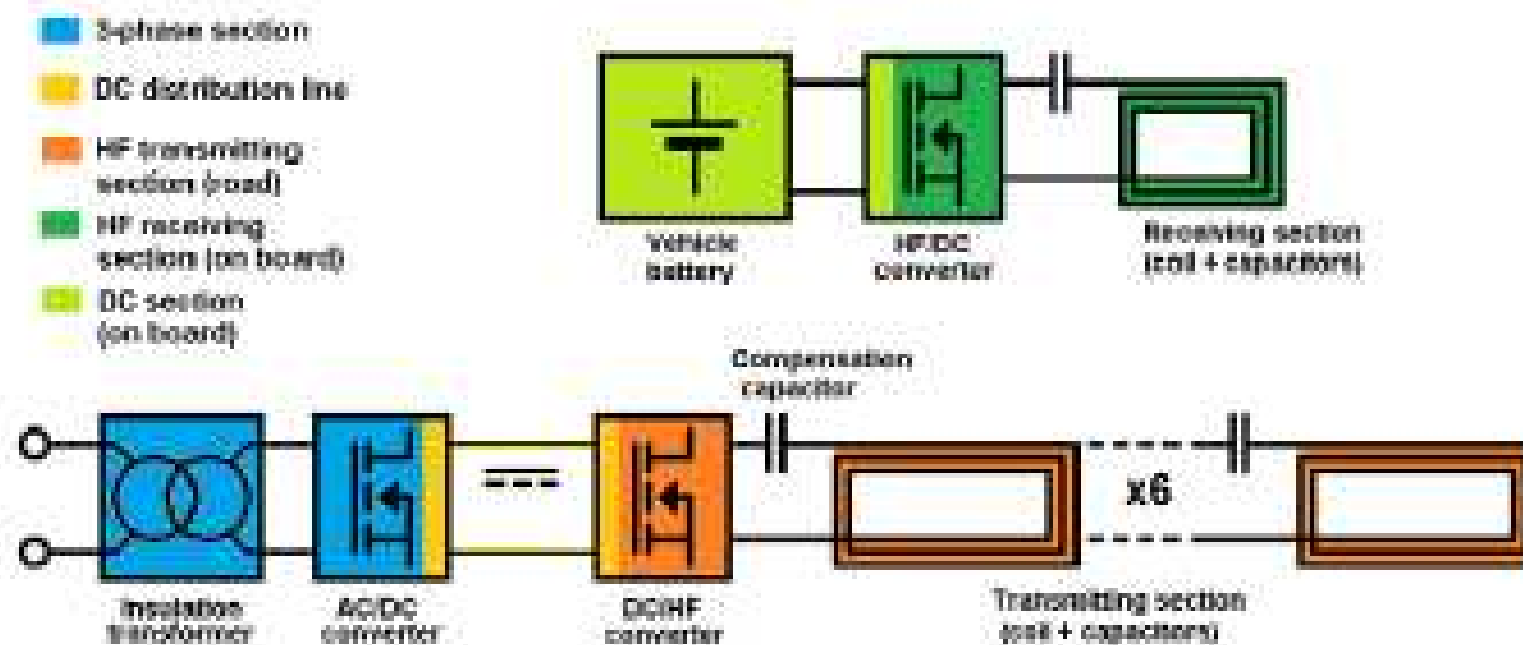 3-phase section
DC distribution line
HF transmitting
section (road)
HF receiving
section (on board)
DC section
(on board)
Vehicle
battery
HF/DC
converter
Receiving section
(coil + capacitors)
Compensation
capacitor
x6
Insulation
transformer
AC/DC
converter
DC/HF
converter
Transmitting section
(coil + capacitors)